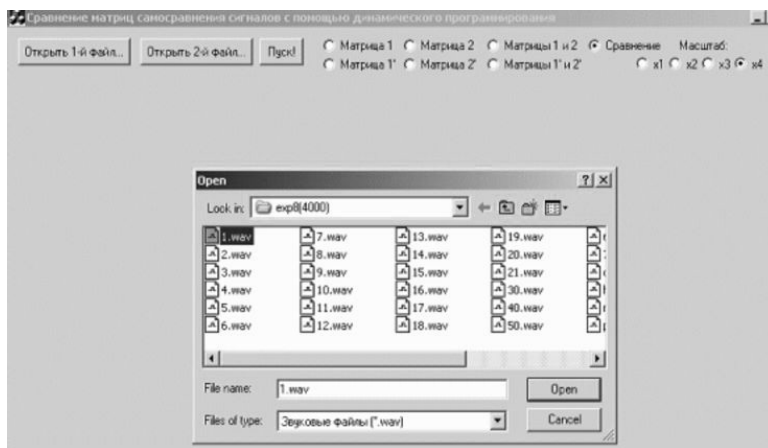 Сравнение матриц самосравнения сигналов с помощью динамического программирования
Открыть 1-й файл... Открыть 2-й файл... Пуск! Матрица 1 Матрица 2 Матрицы 1 и 2 Сравнение Масштаб:
Матрица 1' Матрица 2' Матрицы 1' и 2' x1 x2 x3 x4
Open
Look in: exp8(4000)
1.wav 7.wav 13.wav 19.wav
2.wav 8.wav 14.wav 20.wav
3.wav 9.wav 15.wav 21.wav
4.wav 10.wav 16.wav 30.wav
5.wav 11.wav 17.wav 40.wav
6.wav 12.wav 18.wav 50.wav
File name: 1.wav Open
Files of type: Звуковые файлы (*.wav) Cancel